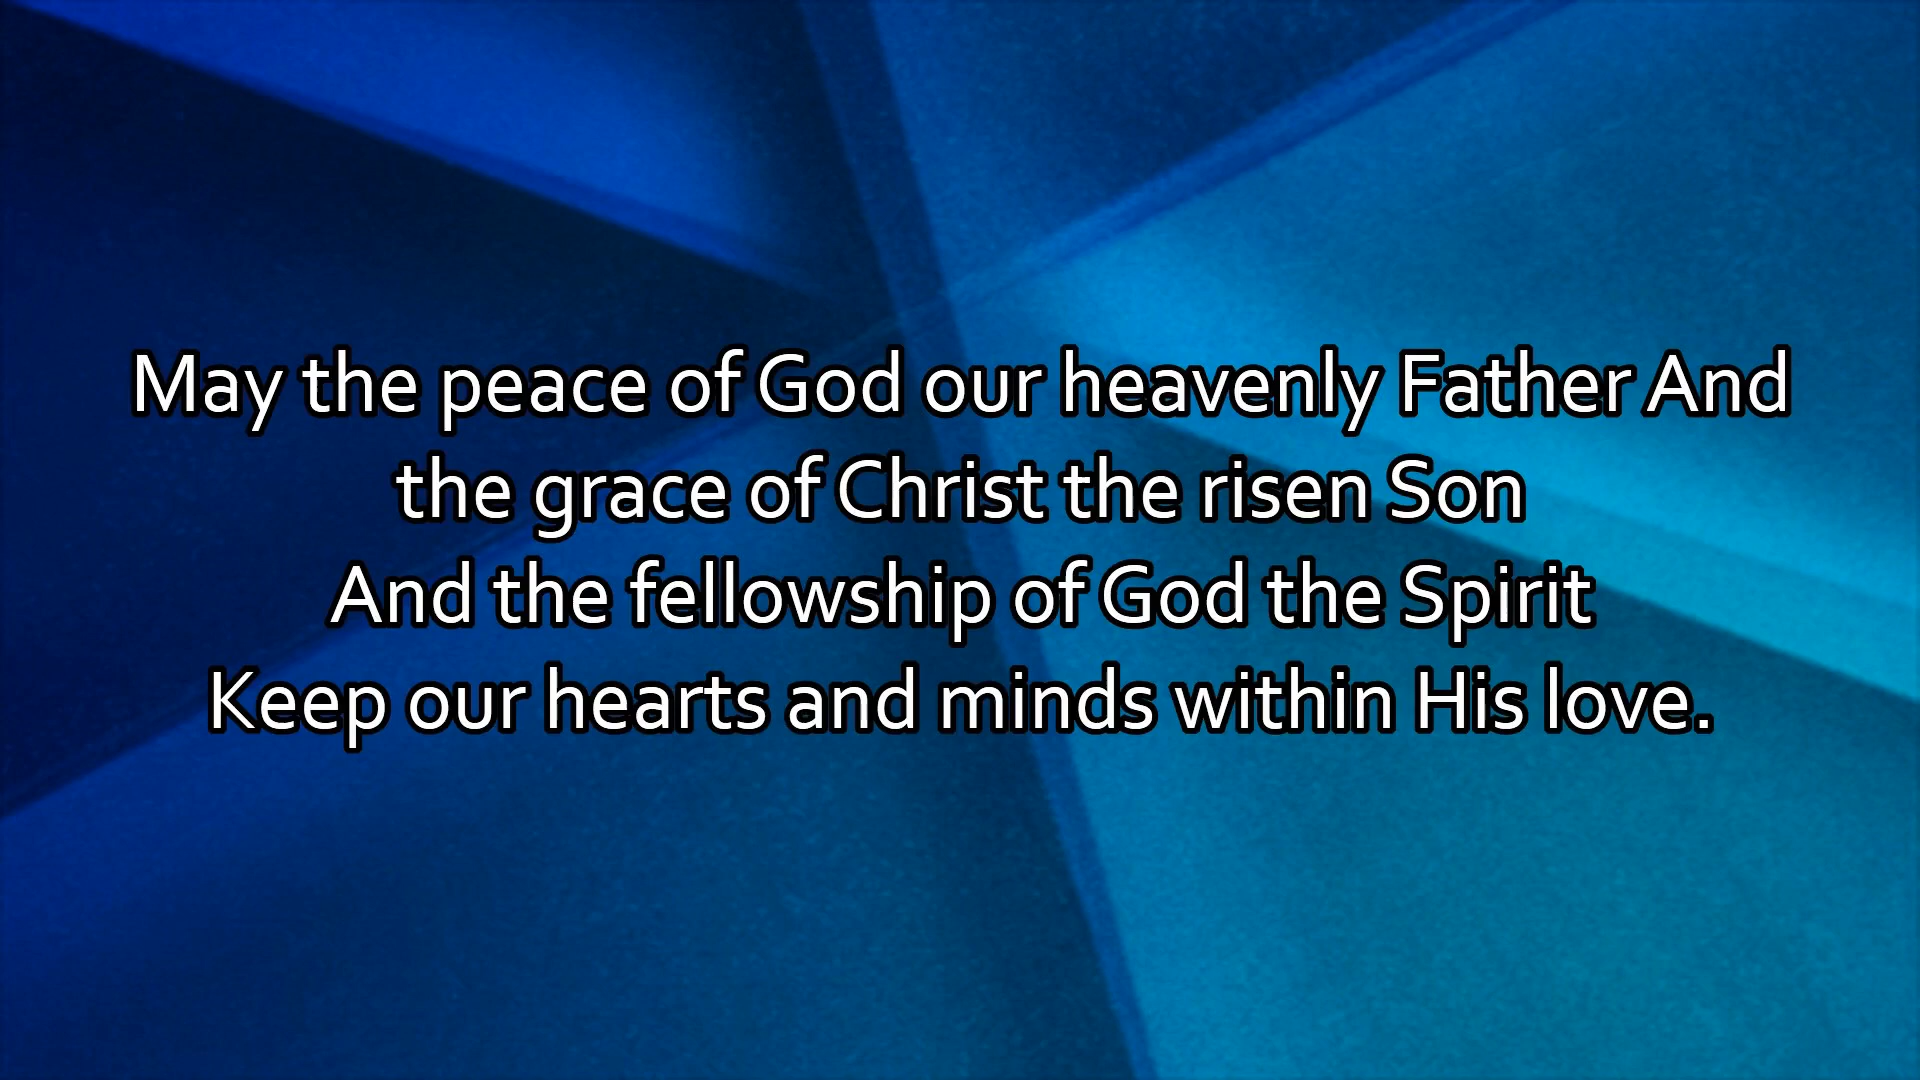 May the peace of God our heavenly Father And
the grace of Christ the risen Son
And the fellowship of God the Spirit
Keep our hearts and minds within His love.